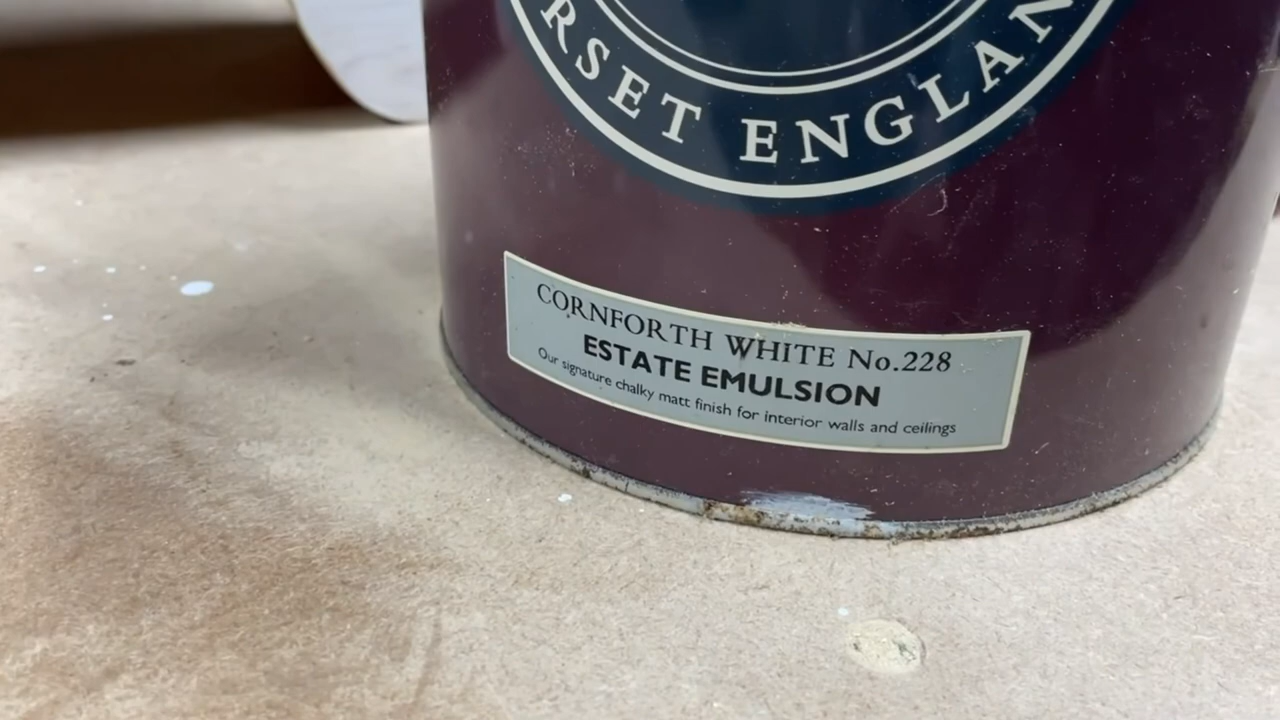 RSET ENGLAN
CORNFORTH WHITE No.228
ESTATE EMULSION
Our signature chalky matt finish for interior walls and ceilings